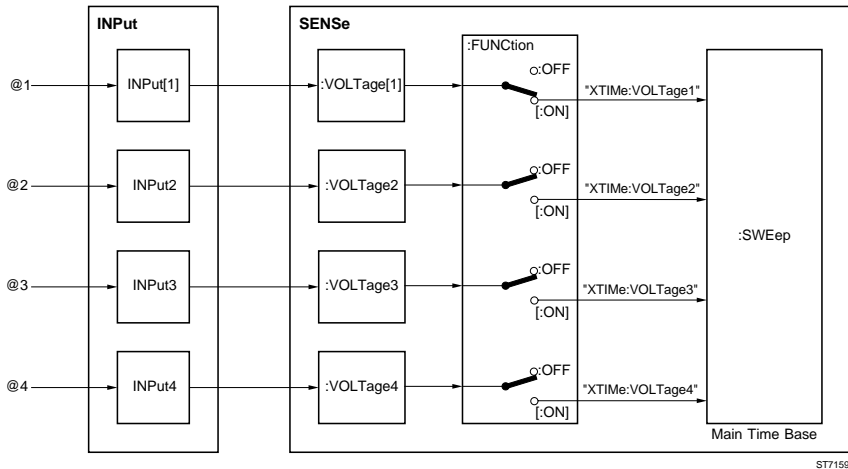 INPut
SENSe
:FUNCtion
@1
INPut[1]
:VOLTage[1]
:OFF
[:ON]
"XTIMe:VOLTage1"
@2
INPut2
:VOLTage2
:OFF
[:ON]
"XTIMe:VOLTage2"
:SWEep
@3
INPut3
:VOLTage3
:OFF
[:ON]
"XTIMe:VOLTage3"
@4
INPut4
:VOLTage4
:OFF
[:ON]
"XTIMe:VOLTage4"
Main Time Base
ST7159